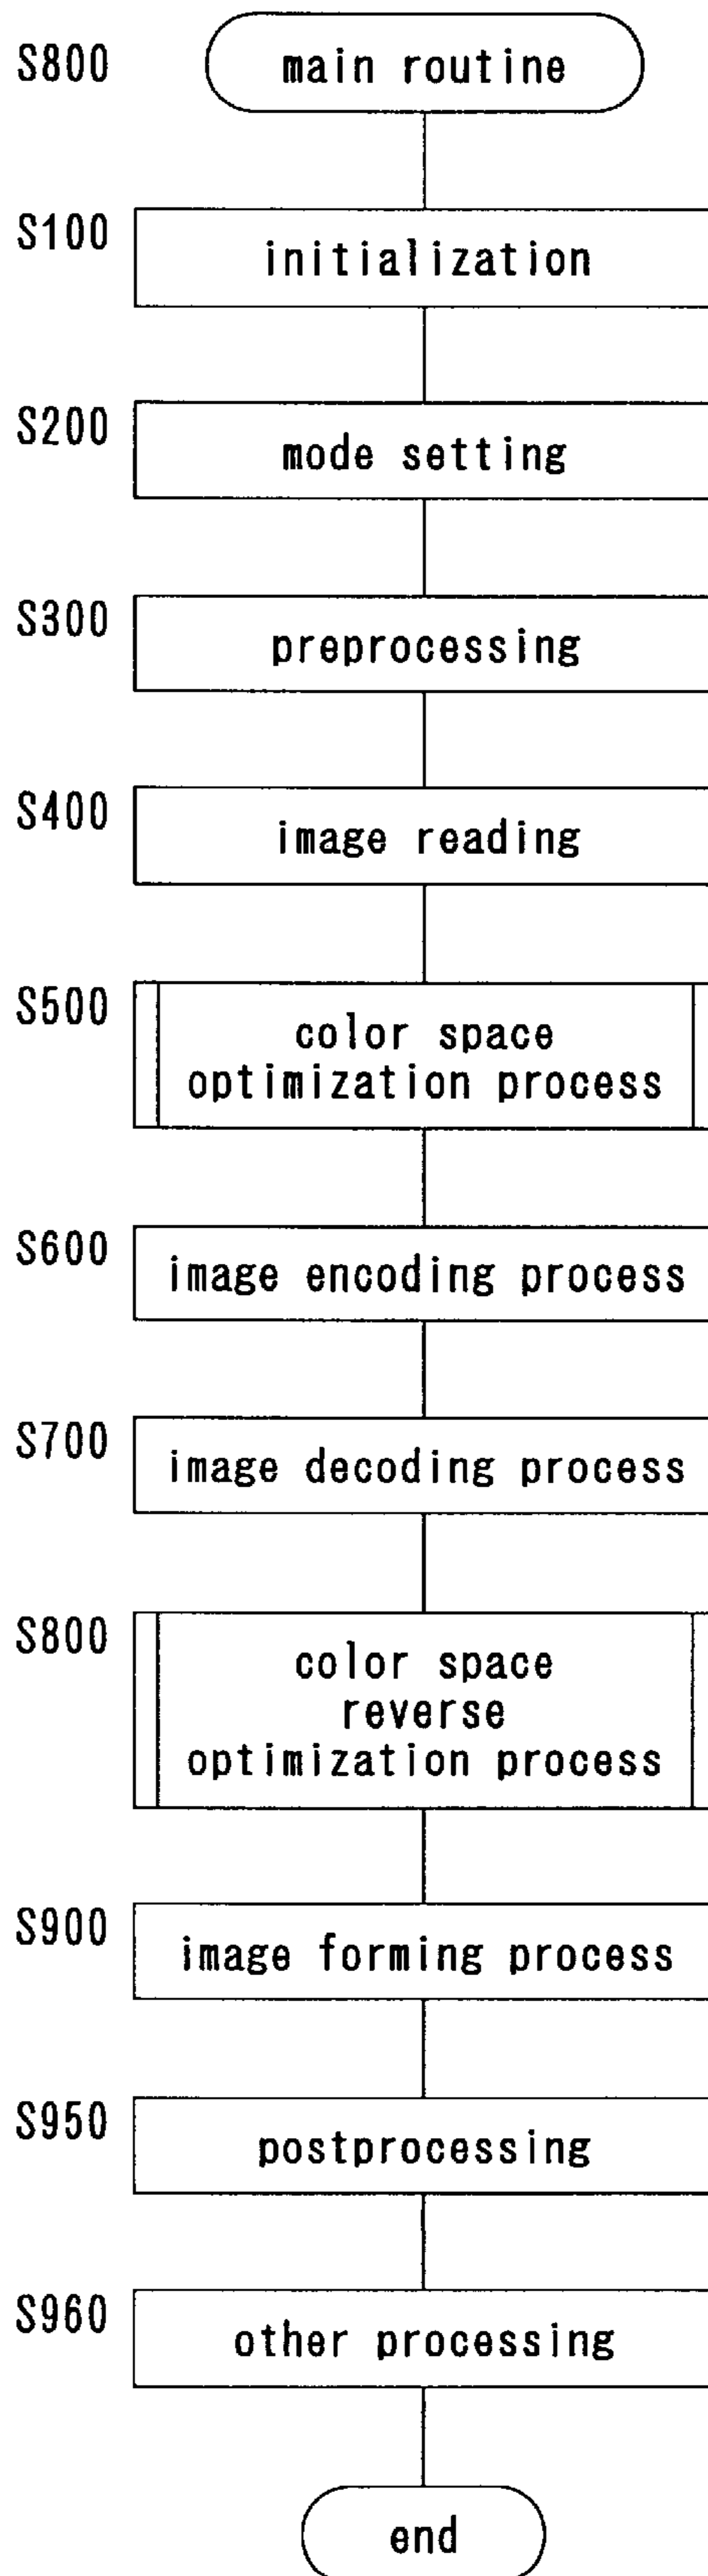 S800 main routine
S100 initialization
S200 mode setting
S300 preprocessing
S400 image reading
S500 color space
optimization process
S600 image encoding process
S700 image decoding process
S800 color space
reverse
optimization process
S900 image forming process
S950 postprocessing
S960 other processing
end